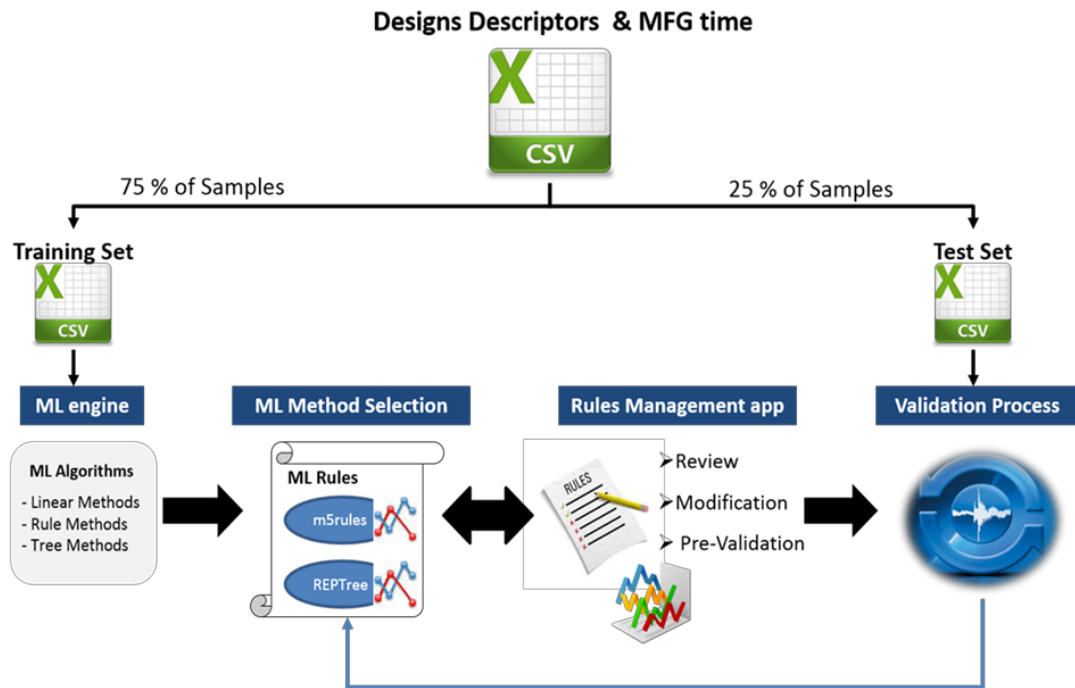 Designs Descriptors & MFG time
X
CSV
75 % of Samples
25 % of Samples
Training Set
X
CSV
Test Set
X
CSV
ML engine
ML Method Selection
Rules Management app
Validation Process
ML Algorithms
- Linear Methods
- Rule Methods
- Tree Methods
ML Rules
m5rules
REPTree
RULES
Review
Modification
Pre-Validation